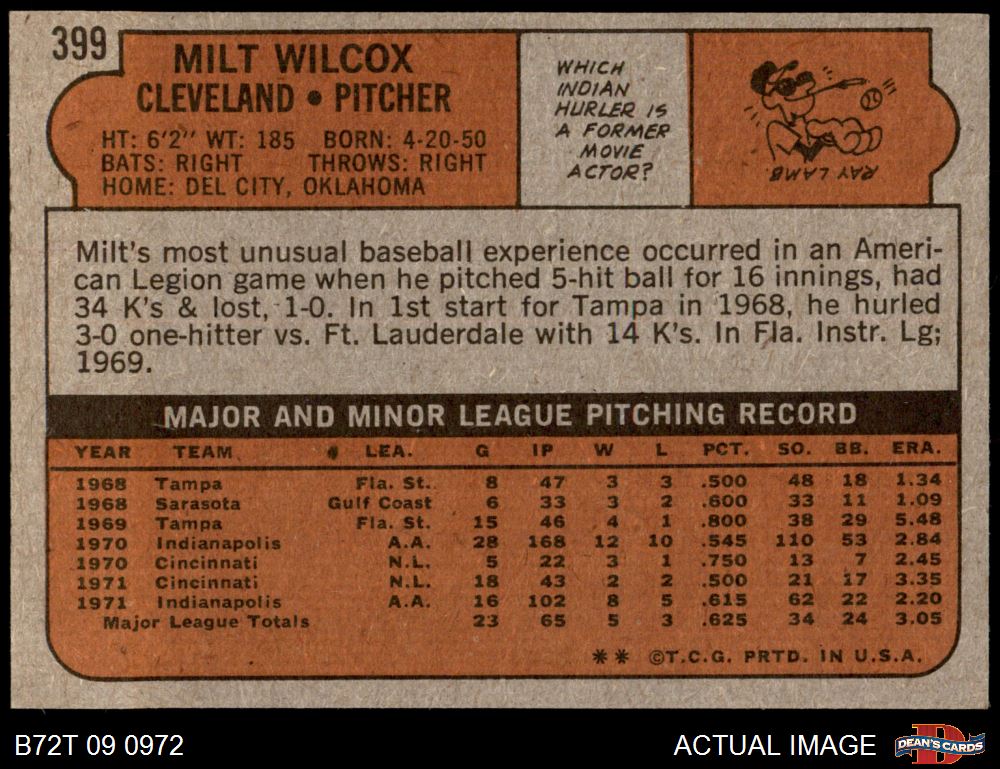 399
MILT WILCOX
CLEVELAND • PITCHER
HT: 6'2" WT: 185 BORN: 4-20-50
BATS: RIGHT THROWS: RIGHT
HOME: DEL CITY, OKLAHOMA
WHICH
INDIAN
HURLER IS
A FORMER
MOVIE
ACTOR?
RAY LAMB.
Milt's most unusual baseball experience occurred in an Ameri-
can Legion game when he pitched 5-hit ball for 16 innings, had
34 K's & lost, 1-0. In 1st start for Tampa in 1968, he hurled
3-0 one-hitter vs. Ft. Lauderdale with 14 K's. In Fla. Instr. Lg;
1969.
MAJOR AND MINOR LEAGUE PITCHING RECORD
YEAR TEAM LEA. G IP W L PCT. SO. BB. ERA.
1968 Tampa Fla. St. 8 47 3 3 .500 48 18 1.34
1968 Sarasota Gulf Coast 6 33 3 2 .600 33 11 1.09
1969 Tampa Fla. St. 15 46 4 1 .800 38 29 5.48
1970 Indianapolis A.A. 28 168 12 10 .545 110 53 2.84
1970 Cincinnati N.L. 5 22 3 1 .750 13 7 2.45
1971 Cincinnati N.L. 18 43 2 2 .500 21 17 3.35
1971 Indianapolis A.A. 16 102 8 5 .615 62 22 2.20
Major League Totals 23 65 5 3 .625 34 24 3.05
** ©T.C.G. PRTD. IN U.S.A.
B72T 09 0972
ACTUAL IMAGE
D
DEAN'S CARDS